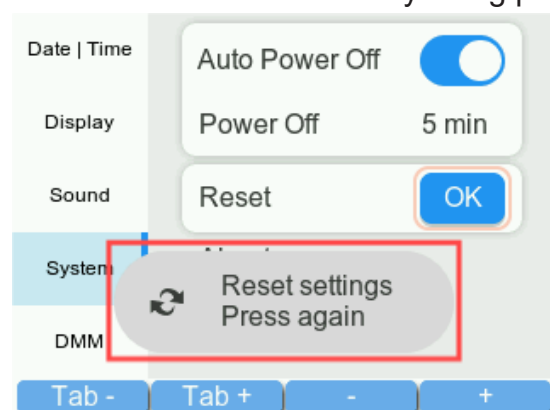 Date | Time
Auto Power Off
Display
Power Off 5 min
Sound
Reset OK
System
Reset settings
Press again
DMM
Tab - Tab + - +